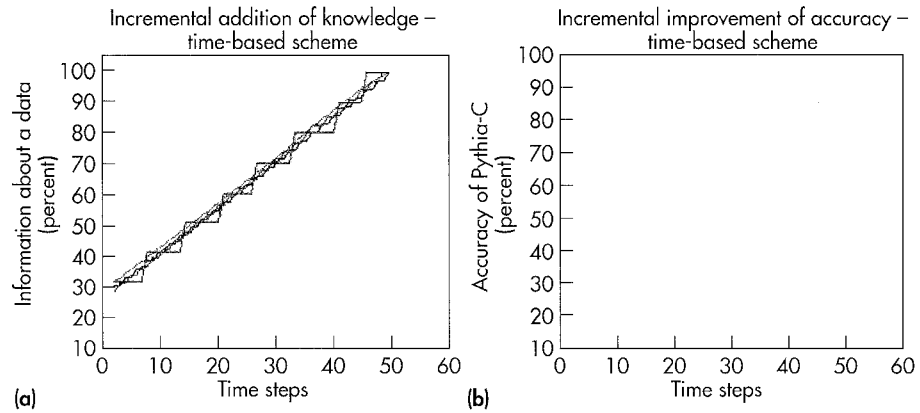 Incremental addition of knowledge –
time-based scheme
Information about a data
(percent)
100
90
80
70
60
50
40
30
20
10
0
10
20
30
40
50
60
Time steps
(a)
Incremental improvement of accuracy –
time-based scheme
Accuracy of Pythia-C
(percent)
100
90
80
70
60
50
40
30
20
10
0
10
20
30
40
50
60
Time steps
(b)